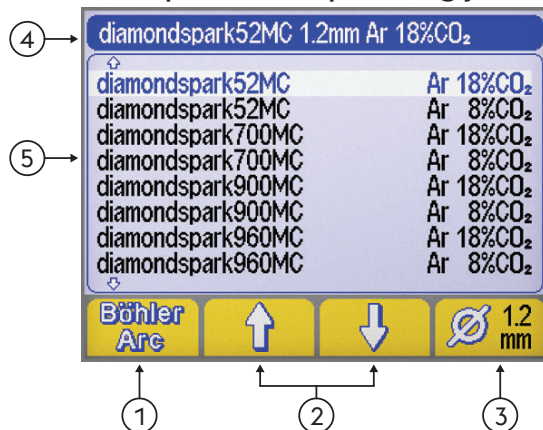 4
diamondspark52MC 1.2mm Ar 18%CO₂
5
diamondspark52MC Ar 18%CO₂
diamondspark52MC Ar 8%CO₂
diamondspark700MC Ar 18%CO₂
diamondspark700MC Ar 8%CO₂
diamondspark900MC Ar 18%CO₂
diamondspark900MC Ar 8%CO₂
diamondspark960MC Ar 18%CO₂
diamondspark960MC Ar 8%CO₂
Böhler
Arc
1.2
mm
1
2
3